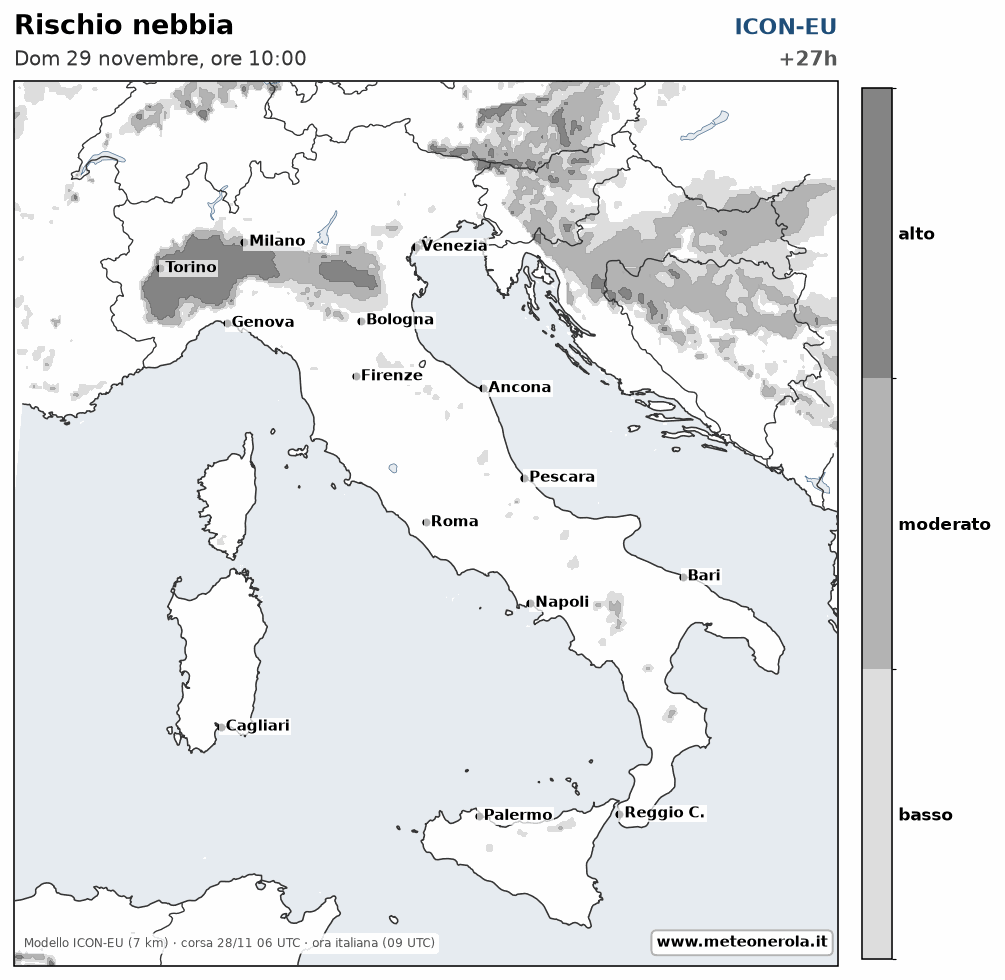 Rischio nebbia
ICON-EU
Dom 29 novembre, ore 10:00
+27h
Milano
Venezia
Torino
Genova
Bologna
Firenze
Ancona
Pescara
Roma
Bari
Napoli
Cagliari
Palermo
Reggio C.
alto
moderato
basso
Modello ICON-EU (7 km) · corsa 28/11 06 UTC · ora italiana (09 UTC)
www.meteonerola.it